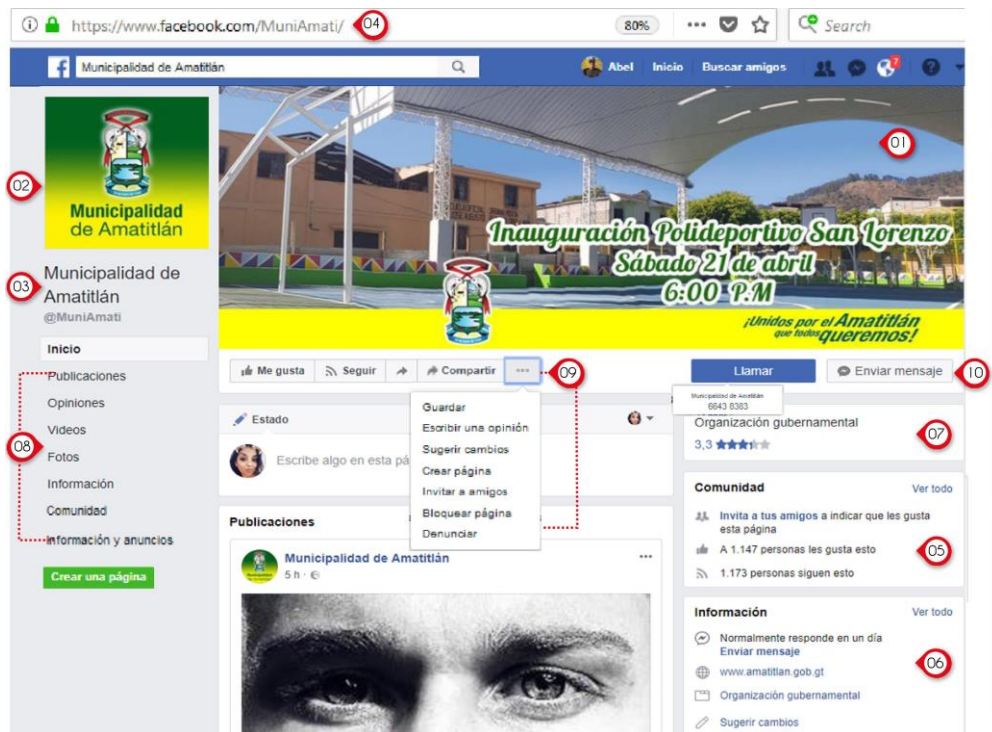 https://www.facebook.com/MuniAmati/
04
80%
Search
Municipalidad de Amatitlán
Abel
Inicio
Buscar amigos
7
01
02
Municipalidad
de Amatitlán
Inauguración Polideportivo San Lorenzo
Sábado 21 de abril
6:00 P.M
¡Unidos por el Amatitlán
que todos queremos!
03
Municipalidad de
Amatitlán
@MuniAmati
Inicio
Publicaciones
Opiniones
Videos
08
Fotos
Información
Comunidad
Información y anuncios
Crear una página
Me gusta
Seguir
Compartir
09
Llamar
Enviar mensaje
10
Municipalidad de Amatitlán
6643 8383
Guardar
Escribir una opinión
Sugerir cambios
Crear página
Invitar a amigos
Bloquear página
Denunciar
Estado
Escribe algo en esta pá
Organización gubernamental
3,3
07
Comunidad
Ver todo
Invita a tus amigos a indicar que les gusta
esta página
A 1.147 personas les gusta esto
05
1.173 personas siguen esto
Publicaciones
Municipalidad de Amatitlán
5 h
Información
Ver todo
Normalmente responde en un día
Enviar mensaje
06
www.amatitlan.gob.gt
Organización gubernamental
Sugerir cambios